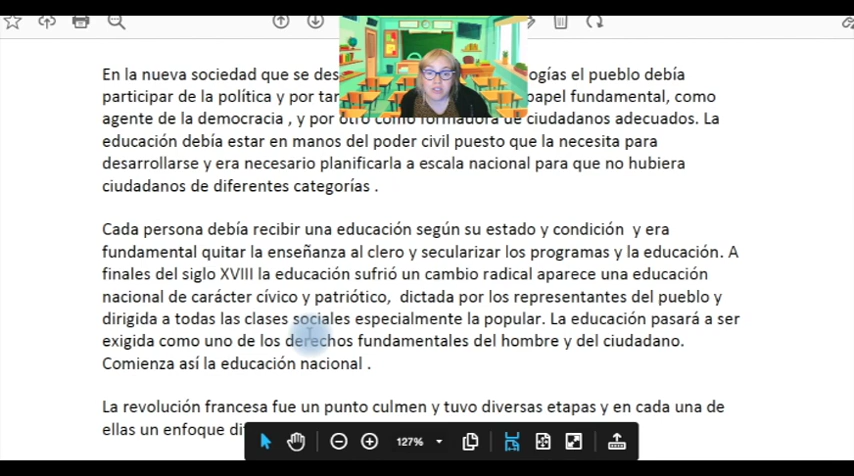 En la nueva sociedad que se des ogías el pueblo debía
participar de la política y por tar papel fundamental, como
agente de la democracia , y por otro como formadora de ciudadanos adecuados. La
educación debía estar en manos del poder civil puesto que la necesita para
desarrollarse y era necesario planificarla a escala nacional para que no hubiera
ciudadanos de diferentes categorías .
Cada persona debía recibir una educación según su estado y condición y era
fundamental quitar la enseñanza al clero y secularizar los programas y la educación. A
finales del siglo XVIII la educación sufrió un cambio radical aparece una educación
nacional de carácter cívico y patriótico, dictada por los representantes del pueblo y
dirigida a todas las clases sociales especialmente la popular. La educación pasará a ser
exigida como uno de los derechos fundamentales del hombre y del ciudadano.
Comienza así la educación nacional .
La revolución francesa fue un punto culmen y tuvo diversas etapas y en cada una de
ellas un enfoque di
127%